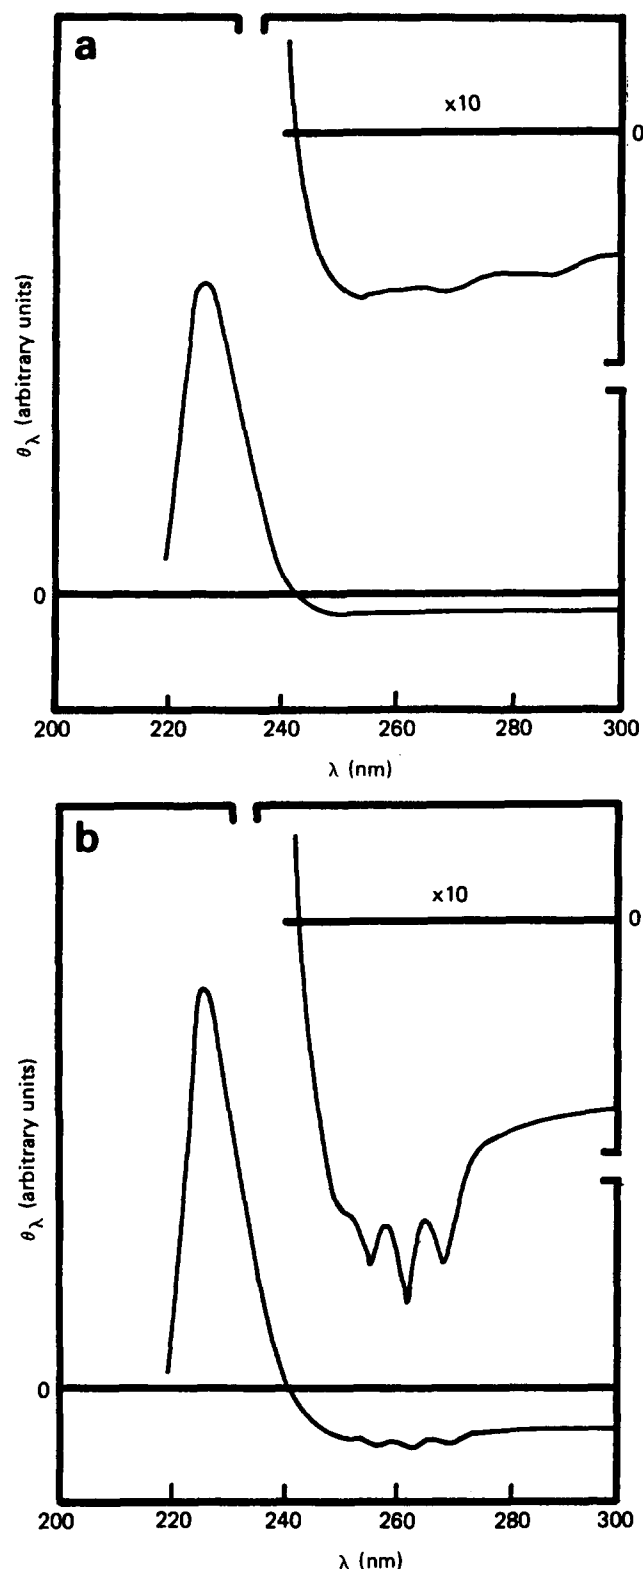 a
x10
0
θλ (arbitrary units)
0
200 220 240 260 280 300
λ (nm)
b
x10
0
θλ (arbitrary units)
0
200 220 240 260 280 300
λ (nm)